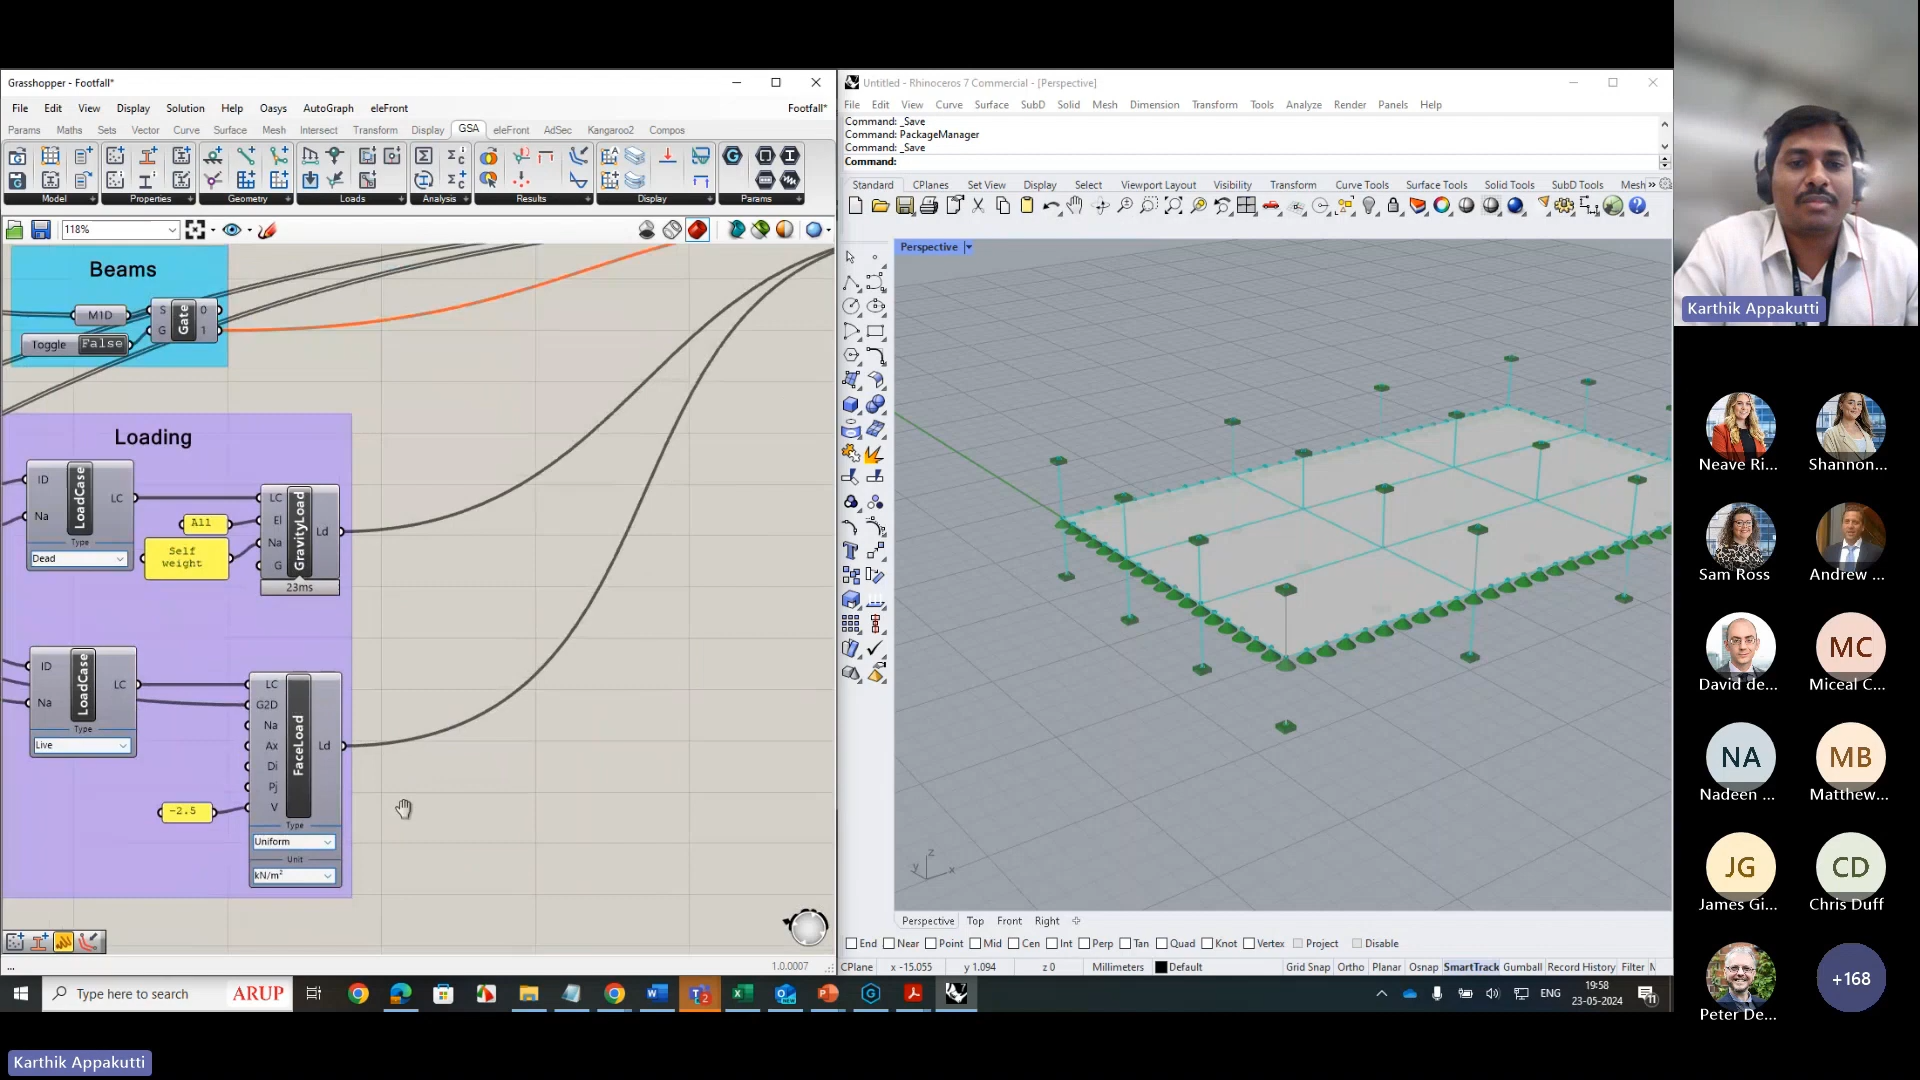 Grasshopper - Footfall*
File Edit View Display Solution Help Oasys AutoGraph eleFront Footfall*
Params Maths Sets Vector Curve Surface Mesh Intersect Transform Display GSA eleFront AdSec Kangaroo2 Compos
Model Properties Geometry Loads Analysis Results Display Params
118%
Beams
M1D
S 0
G 1
Gate
Toggle False
Loading
ID
Na
LoadCase
LC
Type
Dead
All
Self
weight
LC
El
Na
G
GravityLoad
Ld
23ms
ID
Na
LoadCase
LC
Type
Live
LC
G2D
Na
Ax
Di
Pj
V
FaceLoad
Ld
-2.5
Type
Uniform
Unit
kN/m²
...
1.0.0007
Untitled - Rhinoceros 7 Commercial - [Perspective]
File Edit View Curve Surface SubD Solid Mesh Dimension Transform Tools Analyze Render Panels Help
Command: _Save
Command: PackageManager
Command: _Save
Command:
Standard CPlanes Set View Display Select Viewport Layout Visibility Transform Curve Tools Surface Tools Solid Tools SubD Tools Mesh »
Perspective
z
y x
Perspective Top Front Right
End Near Point Mid Cen Int Perp Tan Quad Knot Vertex Project Disable
CPlane x -15.055 y 1.094 z 0 Millimeters Default Grid Snap Ortho Planar Osnap SmartTrack Gumball Record History Filter
Type here to search ARUP
ENG
19:58
23-05-2024
11
Karthik Appakutti
Neave Ri... Shannon...
Sam Ross Andrew ...
MC
David de... Miceal C...
NA MB
Nadeen ... Matthew...
JG CD
James Gi... Chris Duff
+168
Peter De...
Karthik Appakutti